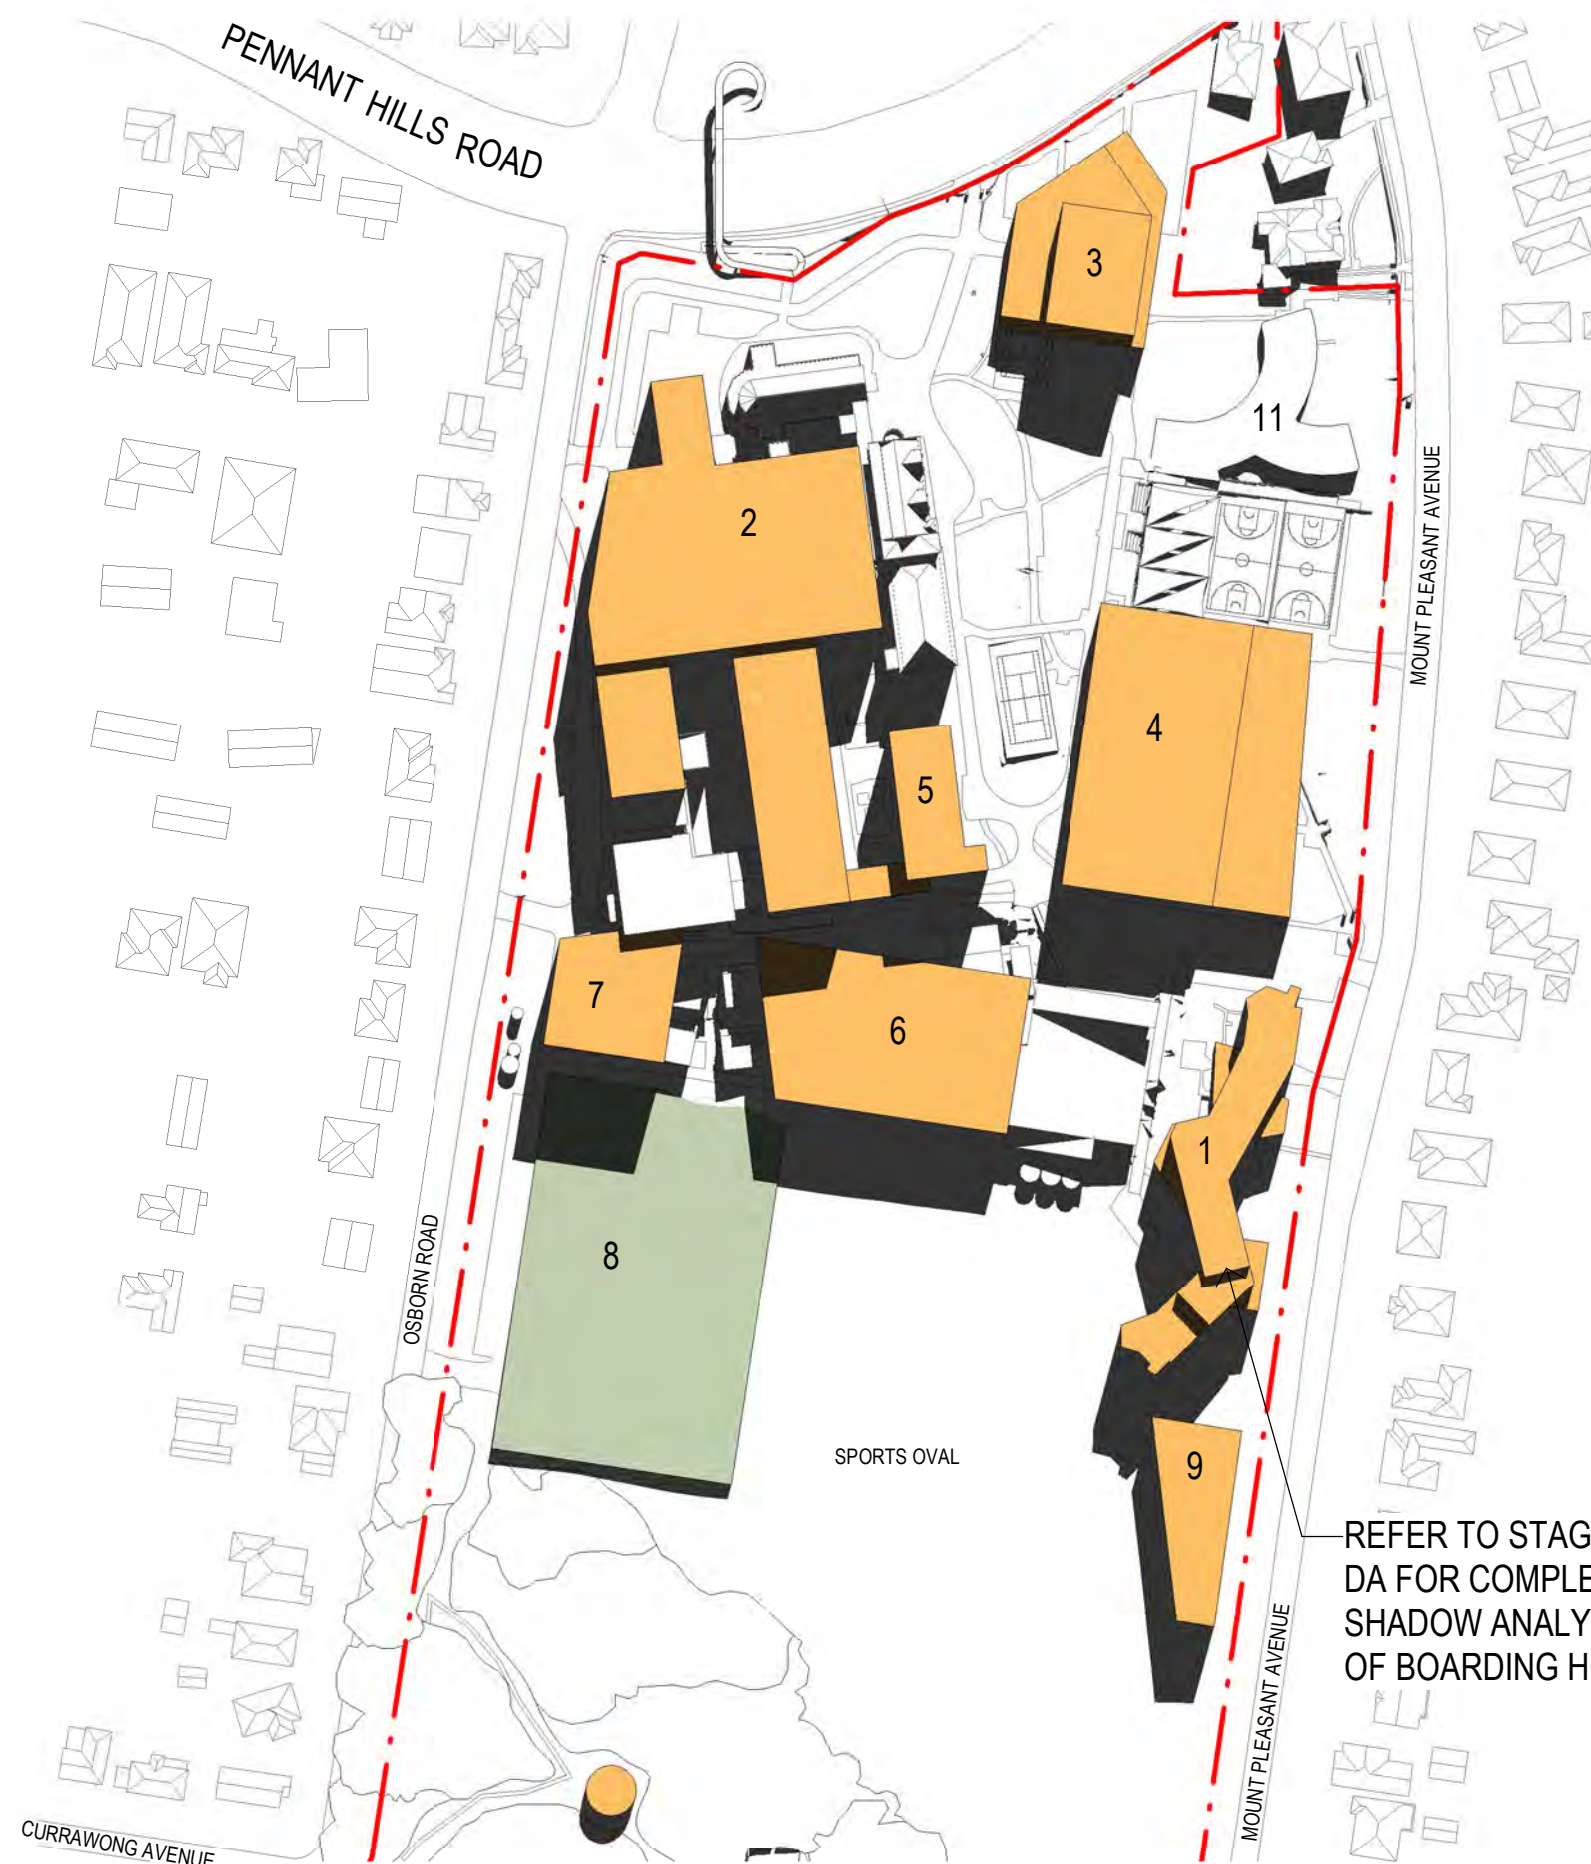 PENNANT HILLS ROAD
3
11
2
MOUNT PLEASANT AVENUE
4
5
7
6
1
8
OSBORN ROAD
SPORTS OVAL
9
REFER TO STAG
DA FOR COMPLE
SHADOW ANALY
OF BOARDING H
MOUNT PLEASANT AVENUE
CURRAWONG AVENUE